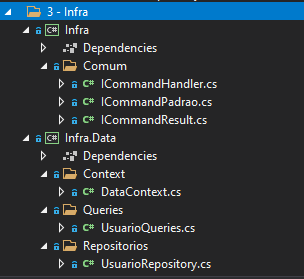 3 - Infra
C# Infra
Dependencies
Comum
C# ICommandHandler.cs
C# ICommandPadrao.cs
C# ICommandResult.cs
C# Infra.Data
Dependencies
Context
C# DataContext.cs
Queries
C# UsuarioQueries.cs
Repositorios
C# UsuarioRepository.cs